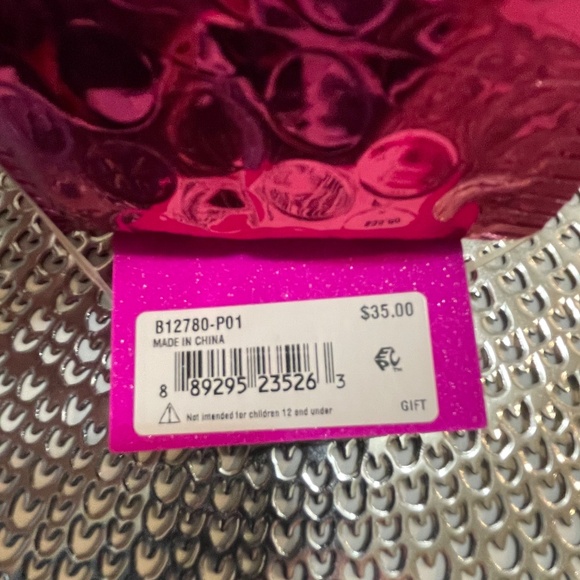 B12780-P01 $35.00
MADE IN CHINA
8 89295 23526 3
Not intended for children 12 and under
GIFT